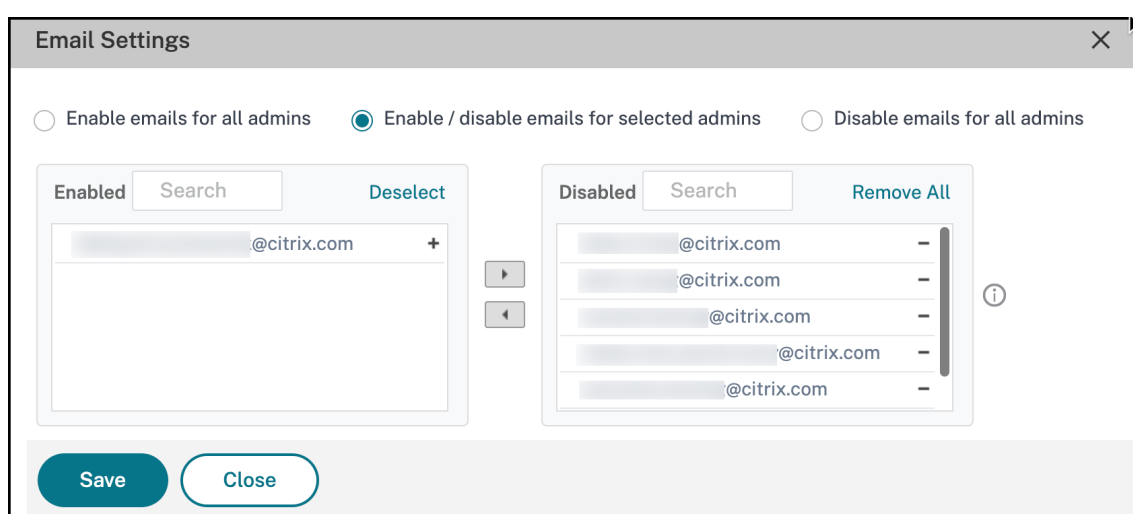 Email Settings
Enable emails for all admins
Enable / disable emails for selected admins
Disable emails for all admins
Enabled
Search
Deselect
@citrix.com
Disabled
Search
Remove All
@citrix.com
@citrix.com
@citrix.com
@citrix.com
@citrix.com
Save
Close